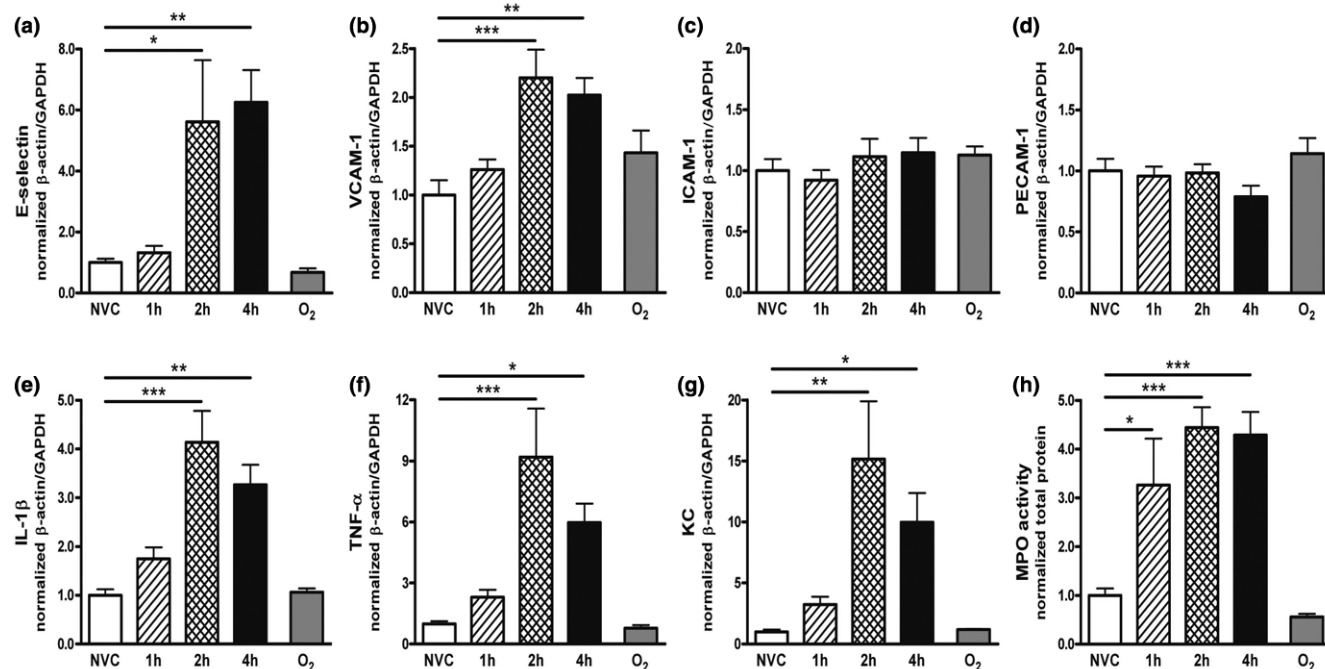 (a)
**
*
E-selectin
normalized β-actin/GAPDH
8.0
6.0
4.0
2.0
0.0
NVC 1h 2h 4h O₂
(b)
**
***
VCAM-1
normalized β-actin/GAPDH
2.5
2.0
1.5
1.0
1.5
0.0
NVC 1h 2h 4h O₂
(c)
ICAM-1
normalized β-actin/GAPDH
2.0
1.5
1.0
0.5
0.0
NVC 1h 2h 4h O₂
(d)
PECAM-1
normalized β-actin/GAPDH
2.0
1.5
1.0
0.5
0.0
NVC 1h 2h 4h O₂
(e)
**
***
IL-1β
normalized β-actin/GAPDH
5.0
4.0
3.0
2.0
1.0
0.0
NVC 1h 2h 4h O₂
(f)
*
***
TNF-α
normalized β-actin/GAPDH
12
9
6
3
0
NVC 1h 2h 4h O₂
(g)
*
**
KC
normalized β-actin/GAPDH
20
15
10
5
0
NVC 1h 2h 4h O₂
(h)
***
***
*
MPO activity
normalized total protein
5.0
4.0
3.0
2.0
1.0
0.0
NVC 1h 2h 4h O₂